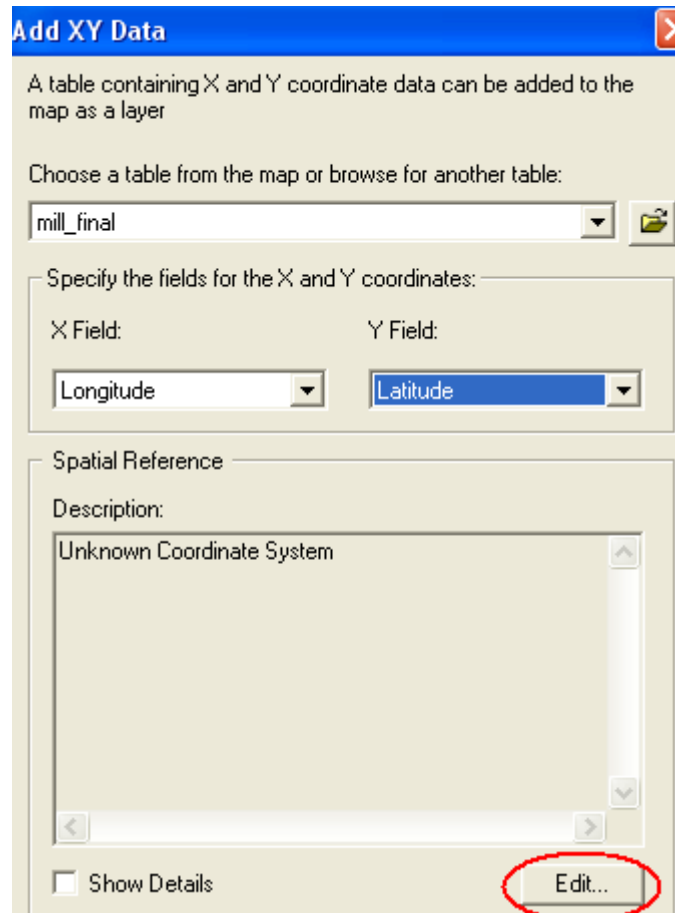 Add XY Data
A table containing X and Y coordinate data can be added to the
map as a layer
Choose a table from the map or browse for another table:
mill_final
Specify the fields for the X and Y coordinates:
X Field: Y Field:
Longitude Latitude
Spatial Reference
Description:
Unknown Coordinate System
Show Details Edit...